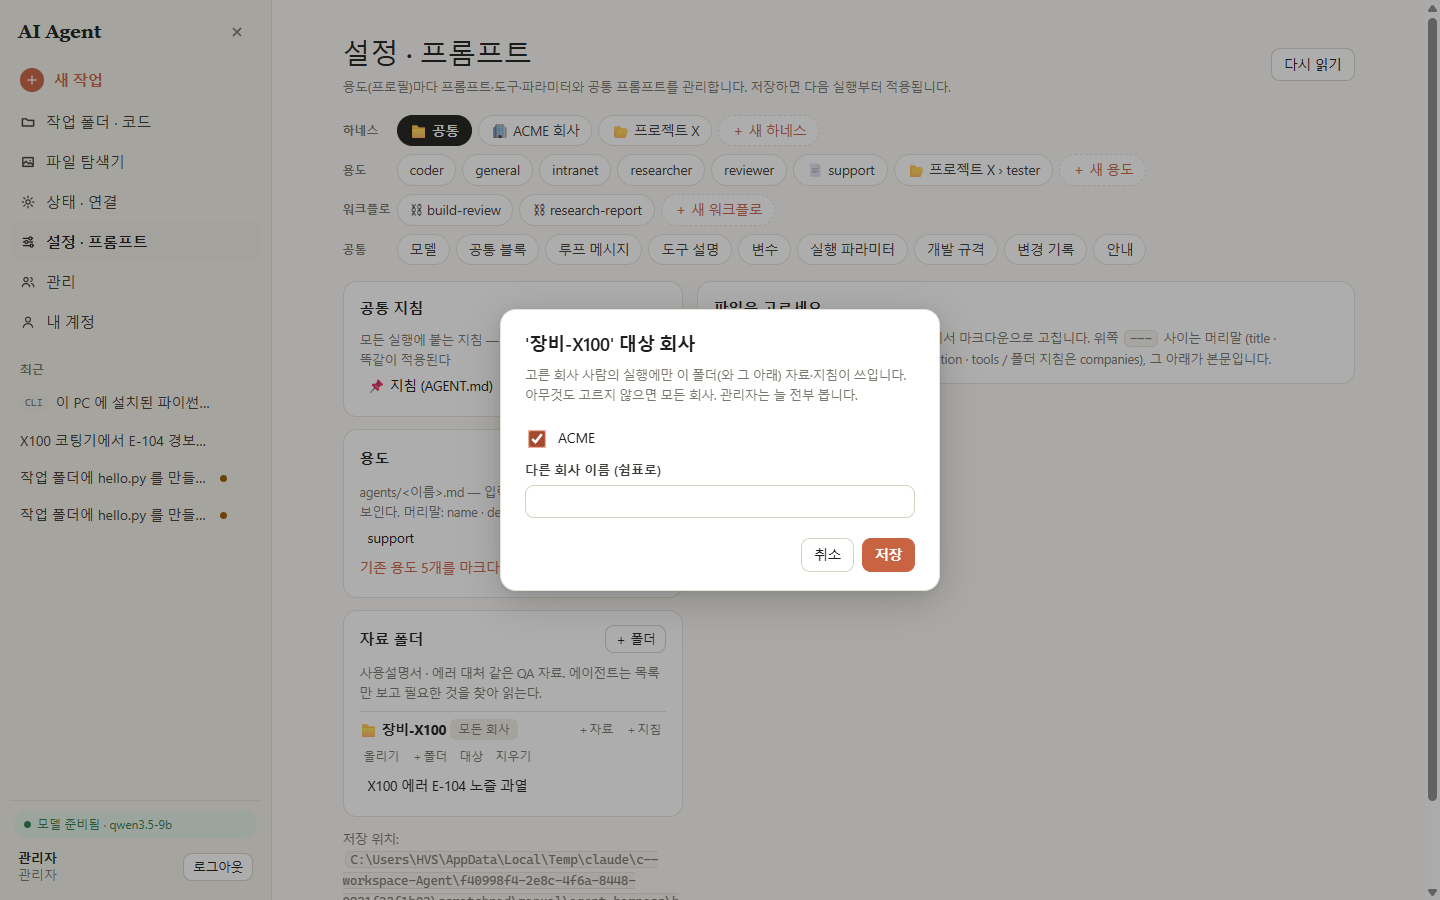 AI Agent
새 작업
작업 폴더 · 코드
파일 탐색기
상태 · 연결
설정 · 프롬프트
관리
내 계정
최근
CLI 이 PC 에 설치된 파이썬...
X100 코팅기에서 E-104 경보...
작업 폴더에 hello.py 를 만들...
작업 폴더에 hello.py 를 만들...
모델 준비됨 · qwen3.5-9b
관리자
관리자
로그아웃
설정 · 프롬프트
용도(프로필)마다 프롬프트·도구·파라미터와 공통 프롬프트를 관리합니다. 저장하면 다음 실행부터 적용됩니다.
다시 읽기
하네스 공통 ACME 회사 프로젝트 X + 새 하네스
용도 coder general intranet researcher reviewer support 프로젝트 X › tester + 새 용도
워크플로 build-review research-report + 새 워크플로
공통 모델 공통 블록 루프 메시지 도구 설명 변수 실행 파라미터 개발 규격 변경 기록 안내
공통 지침
모든 실행에 붙는 지침 —
똑같이 적용된다
지침 (AGENT.md)
파일을 고르세요
서 마크다운으로 고칩니다. 위쪽 --- 사이는 머리말 (title ·
tion · tools / 폴더 지침은 companies), 그 아래가 본문입니다.
'장비-X100' 대상 회사
고른 회사 사람의 실행에만 이 폴더(와 그 아래) 자료·지침이 쓰입니다.
아무것도 고르지 않으면 모든 회사. 관리자는 늘 전부 봅니다.
ACME
다른 회사 이름 (쉼표로)
취소 저장
용도
agents/<이름>.md — 입
보인다. 머리말: name · de
support
기존 용도 5개를 마크다
자료 폴더
+ 폴더
사용설명서 · 에러 대처 같은 QA 자료. 에이전트는 목록
만 보고 필요한 것을 찾아 읽는다.
장비-X100 모든 회사 + 자료 + 지침
올리기 + 폴더 대상 지우기
X100 에러 E-104 노즐 과열
저장 위치:
C:\Users\HVS\AppData\Local\Temp\claude\c--
workspace-Agent\f40998f4-2e8c-4f6a-8448-